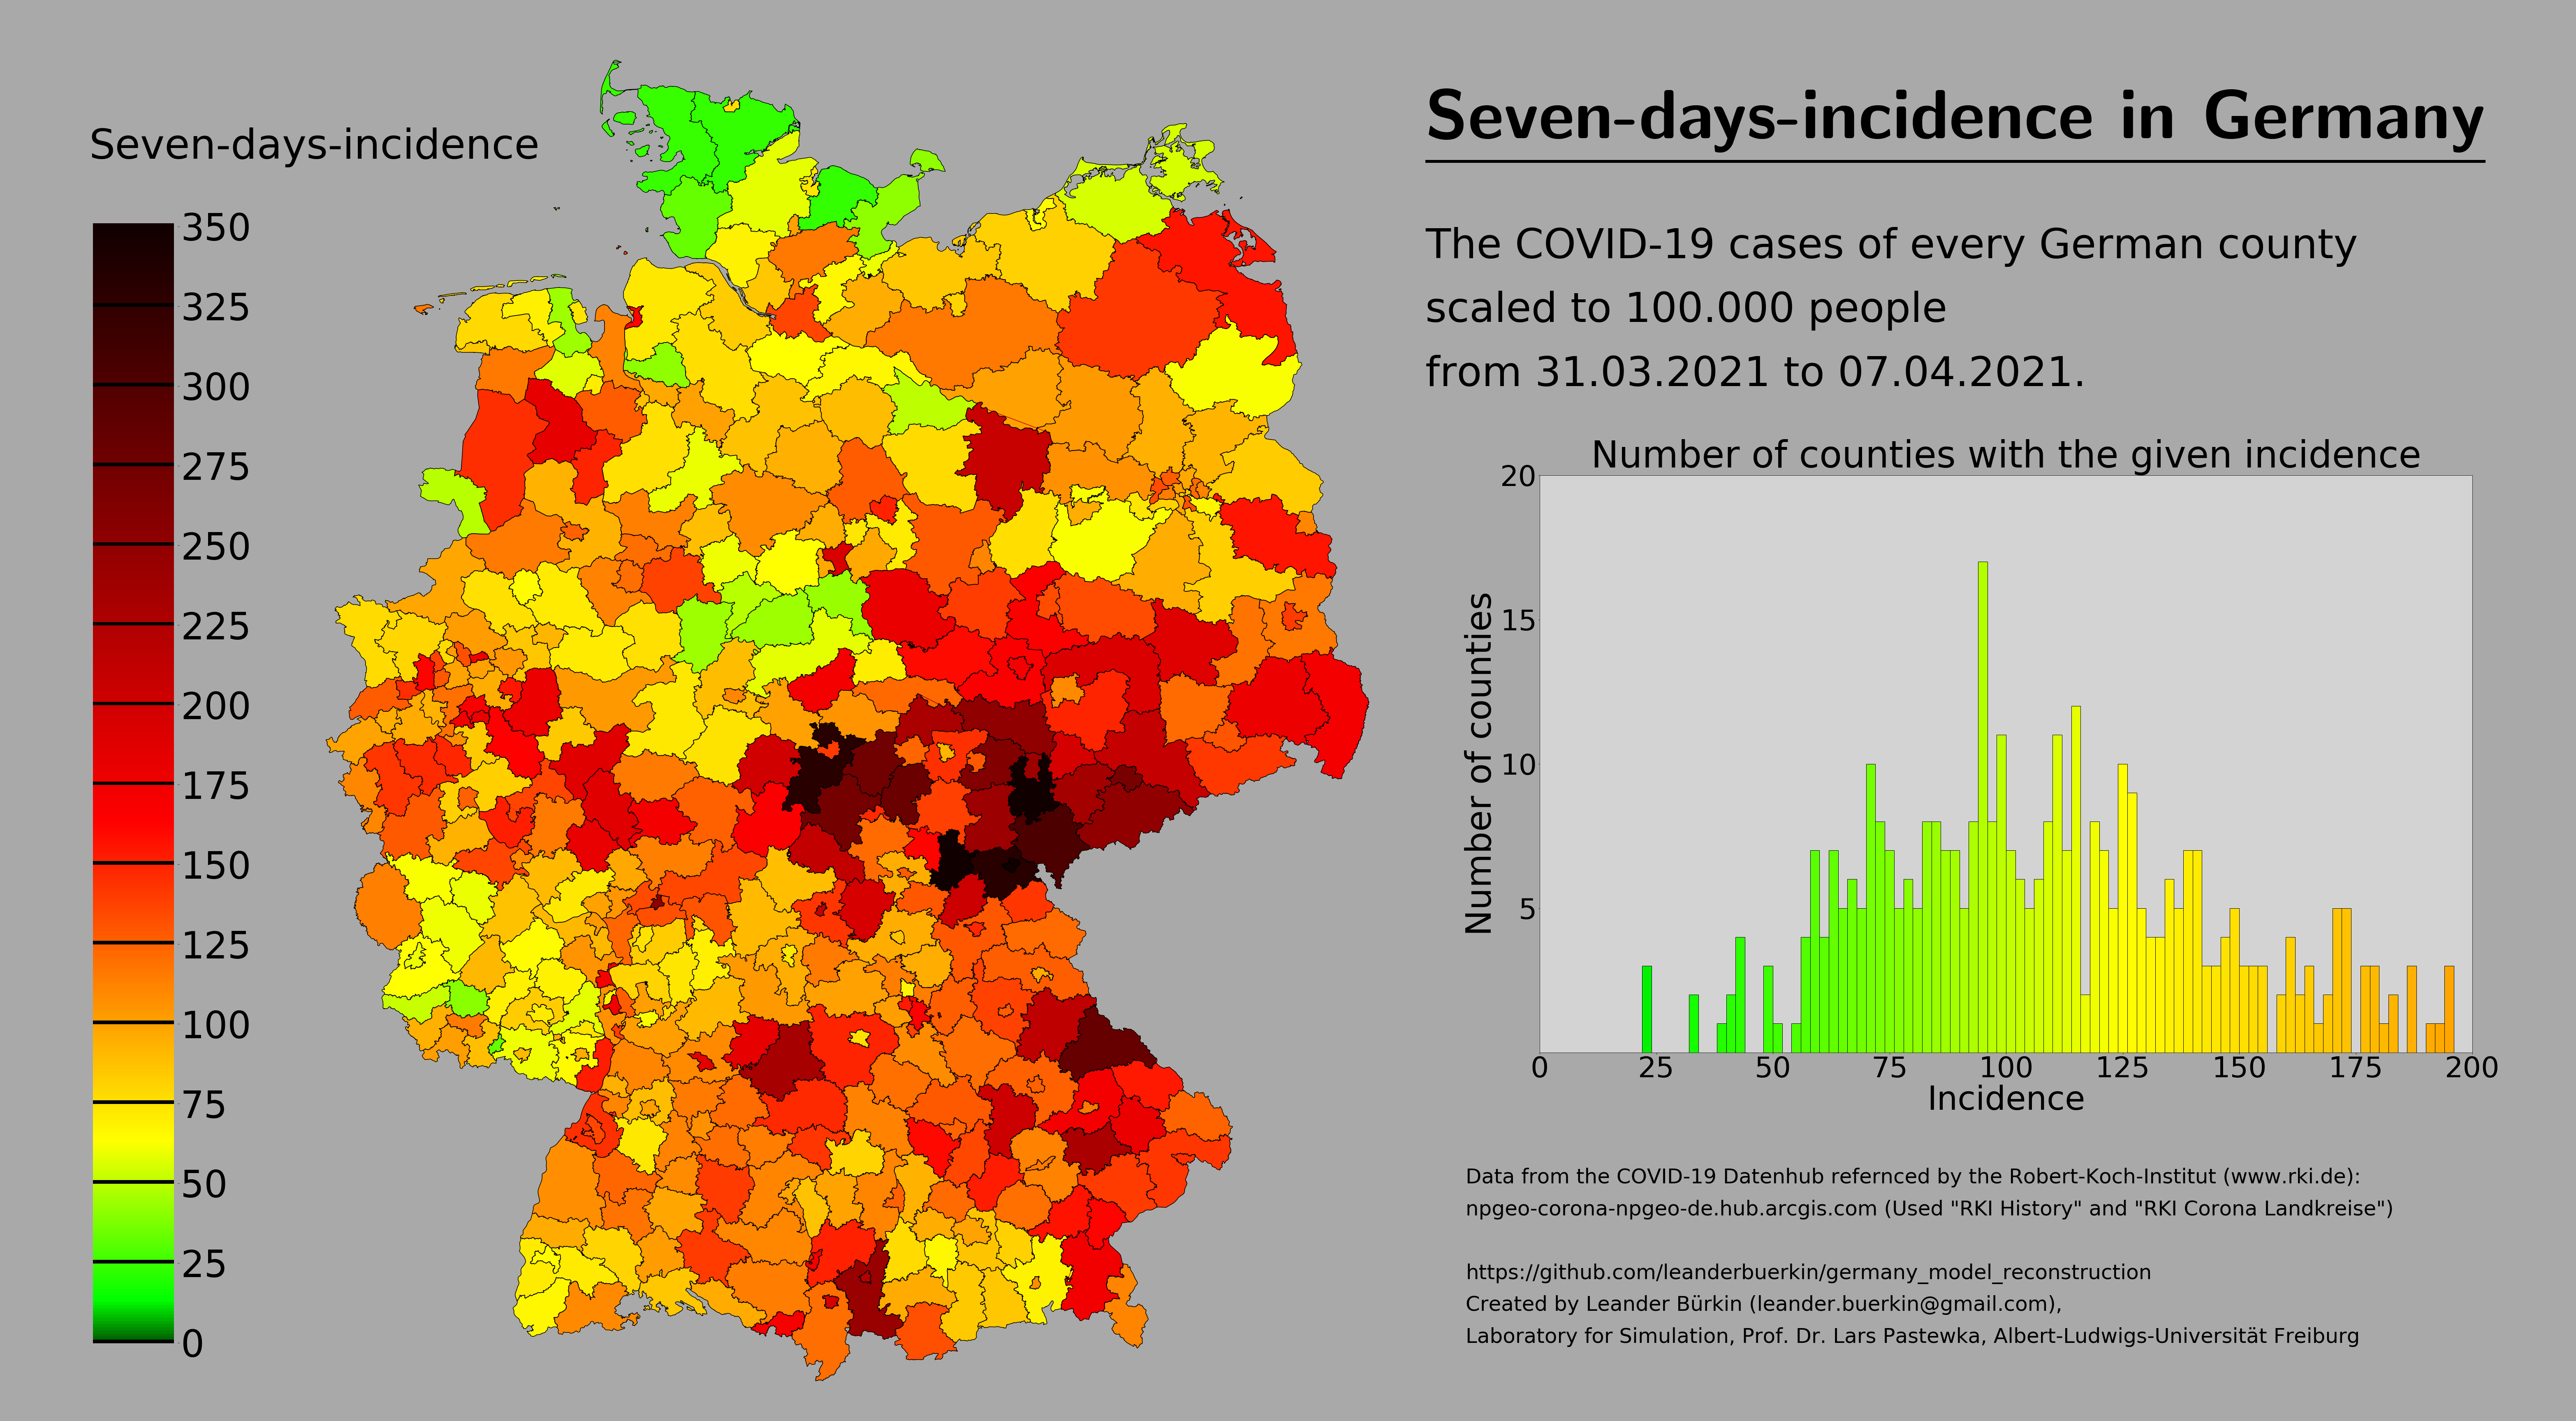 Seven-days-incidence
350
325
300
275
250
225
200
175
150
125
100
75
50
25
0
Seven-days-incidence in Germany
The COVID-19 cases of every German county
scaled to 100.000 people
from 31.03.2021 to 07.04.2021.
Number of counties with the given incidence
20
15
10
5
Number of counties
0 25 50 75 100 125 150 175 200
Incidence
Data from the COVID-19 Datenhub refernced by the Robert-Koch-Institut (www.rki.de):
npgeo-corona-npgeo-de.hub.arcgis.com (Used "RKI History" and "RKI Corona Landkreise")
https://github.com/leanderbuerkin/germany_model_reconstruction
Created by Leander Bürkin (leander.buerkin@gmail.com),
Laboratory for Simulation, Prof. Dr. Lars Pastewka, Albert-Ludwigs-Universität Freiburg